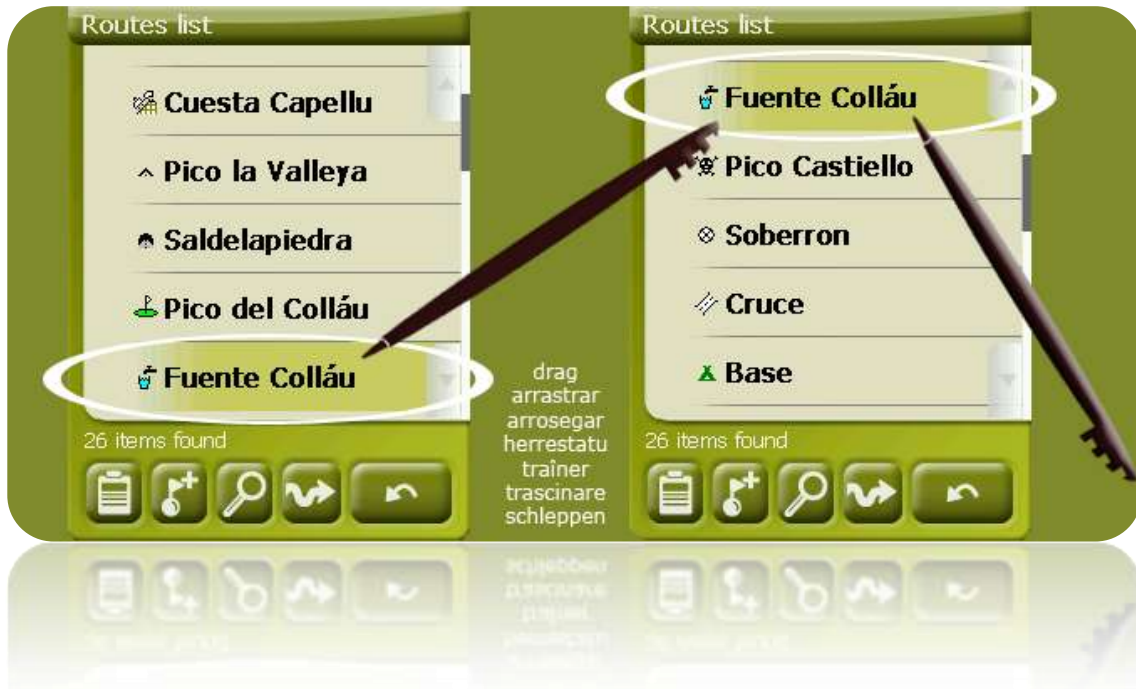 Routes list
Cuesta Capellu
Pico la Valleya
Saldelapiedra
Pico del Colláu
Fuente Colláu
26 items found
drag
arrastrar
arrosegar
herrestatu
traîner
trascinare
schleppen
Routes list
Fuente Colláu
Pico Castiello
Soberron
Cruce
Base
26 items found